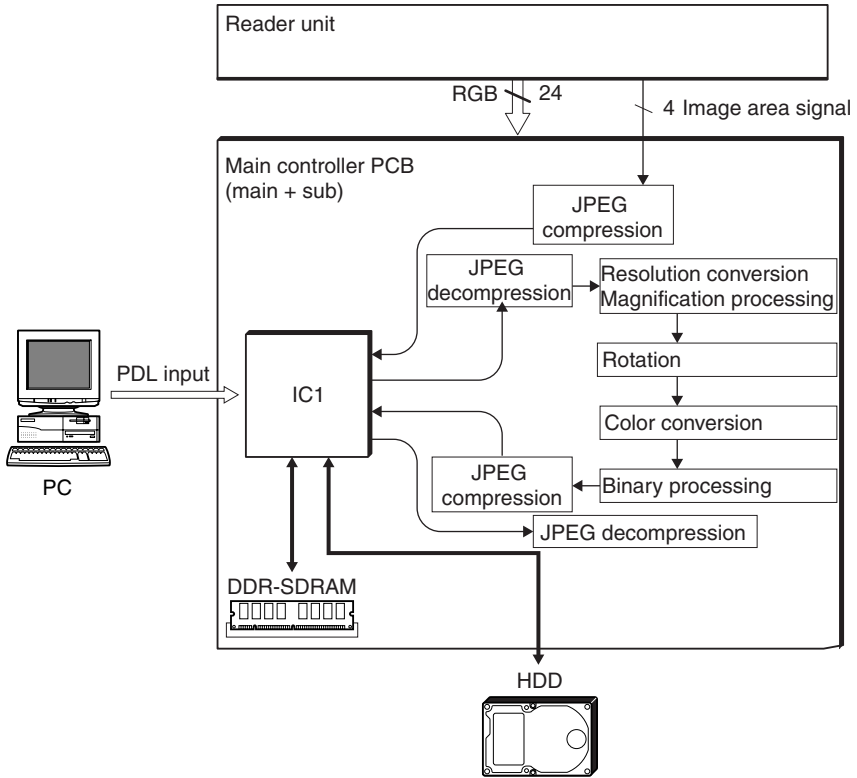 Reader unit
RGB 24
4 Image area signal
Main controller PCB
(main + sub)
JPEG
compression
JPEG
decompression
Resolution conversion
Magnification processing
PDL input
IC1
Rotation
Color conversion
JPEG
compression
Binary processing
PC
JPEG decompression
DDR-SDRAM
HDD